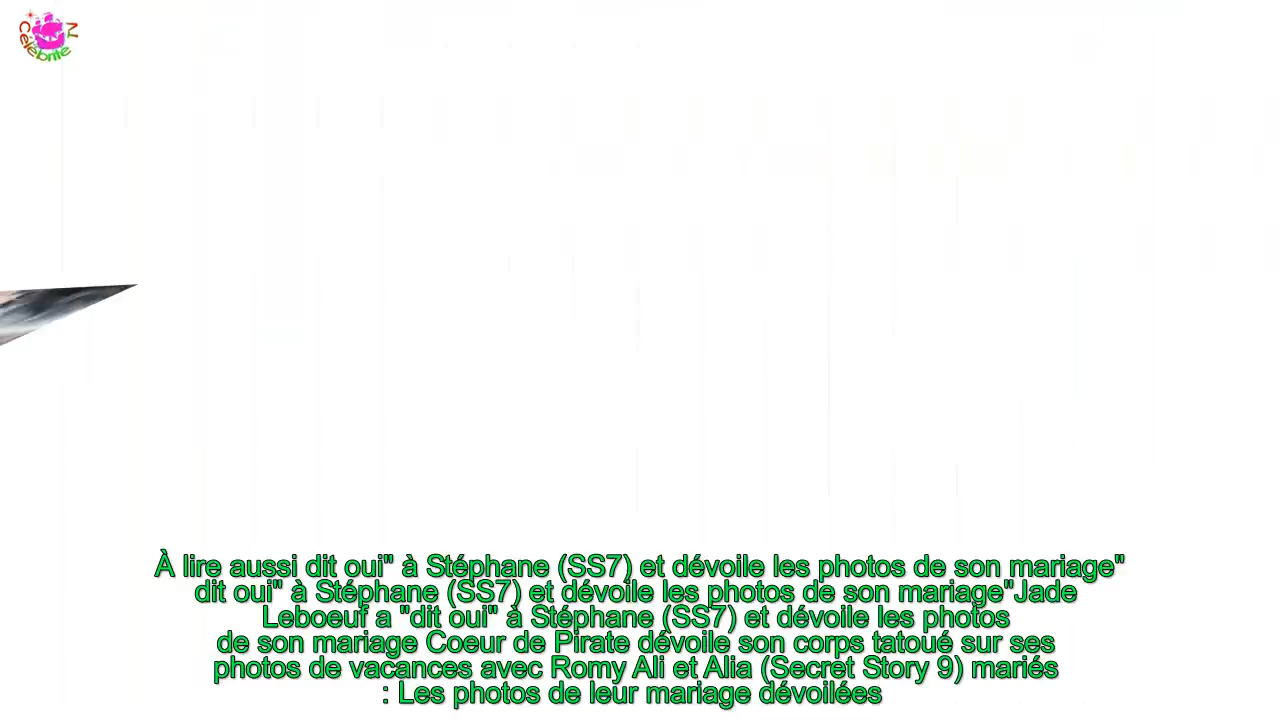 Célébrité N
À lire aussi dit oui" à Stéphane (SS7) et dévoile les photos de son mariage"
dit oui" à Stéphane (SS7) et dévoile les photos de son mariage"Jade
Leboeuf a "dit oui" à Stéphane (SS7) et dévoile les photos
de son mariage Coeur de Pirate dévoile son corps tatoué sur ses
photos de vacances avec Romy Ali et Alia (Secret Story 9) mariés
: Les photos de leur mariage dévoilées